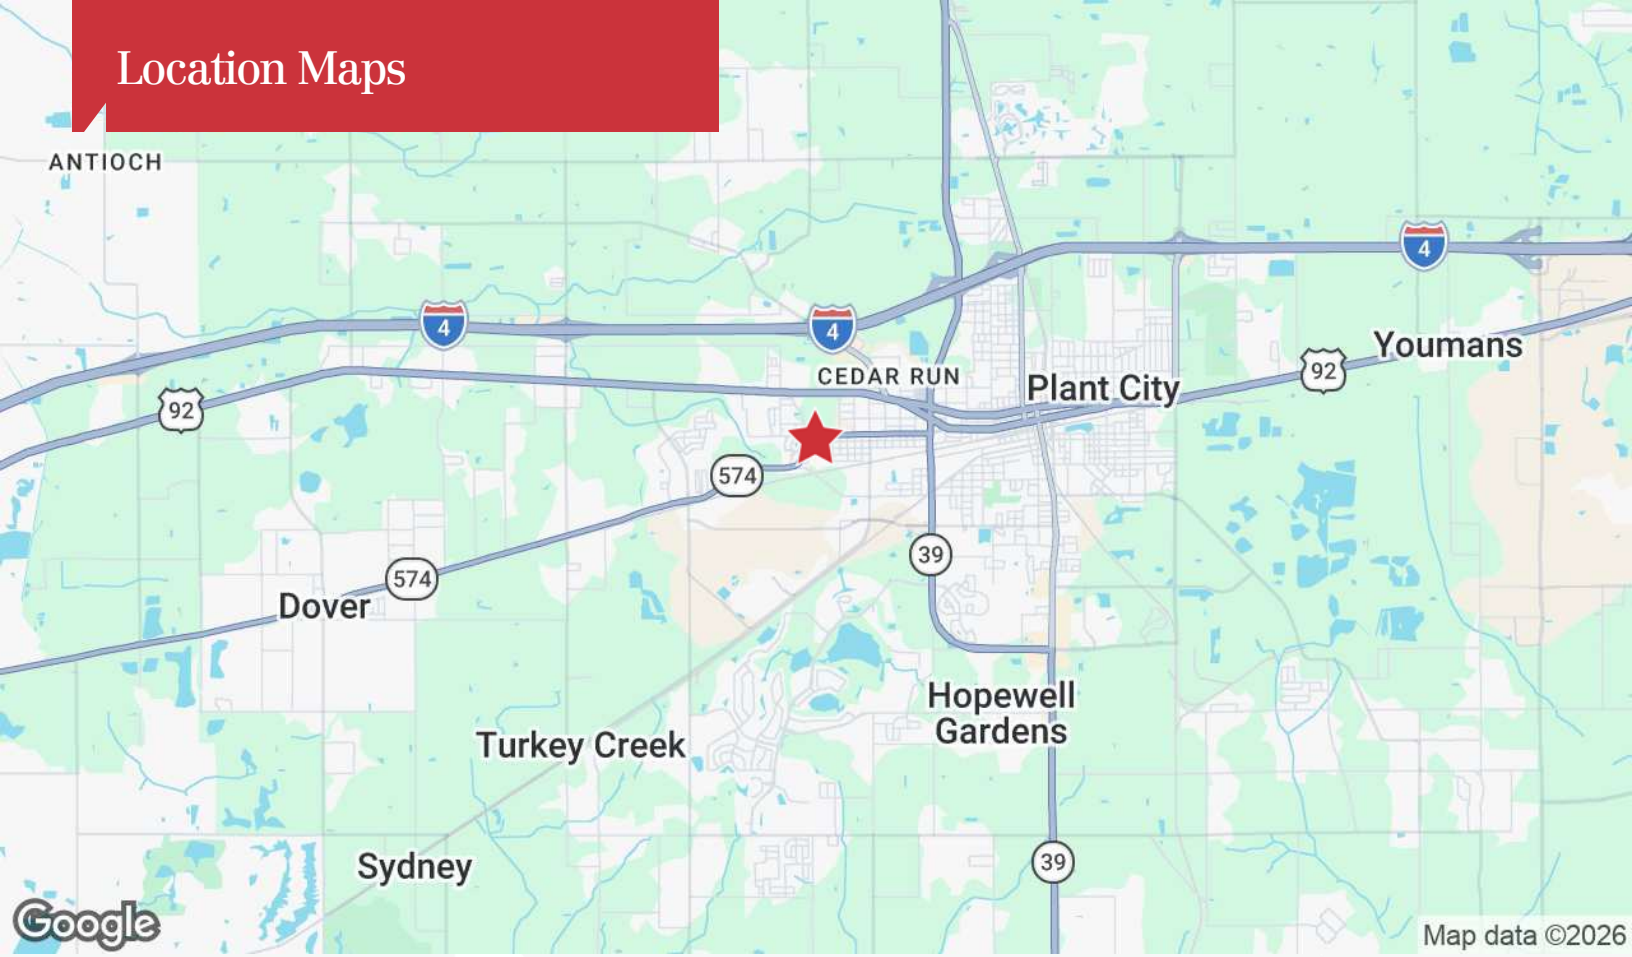 Location Maps
ANTIOCH
4
4
4
92
CEDAR RUN
Youmans
92
Plant City
574
39
574
Dover
Hopewell
Gardens
Turkey Creek
Sydney
39
Google
Map data ©2026